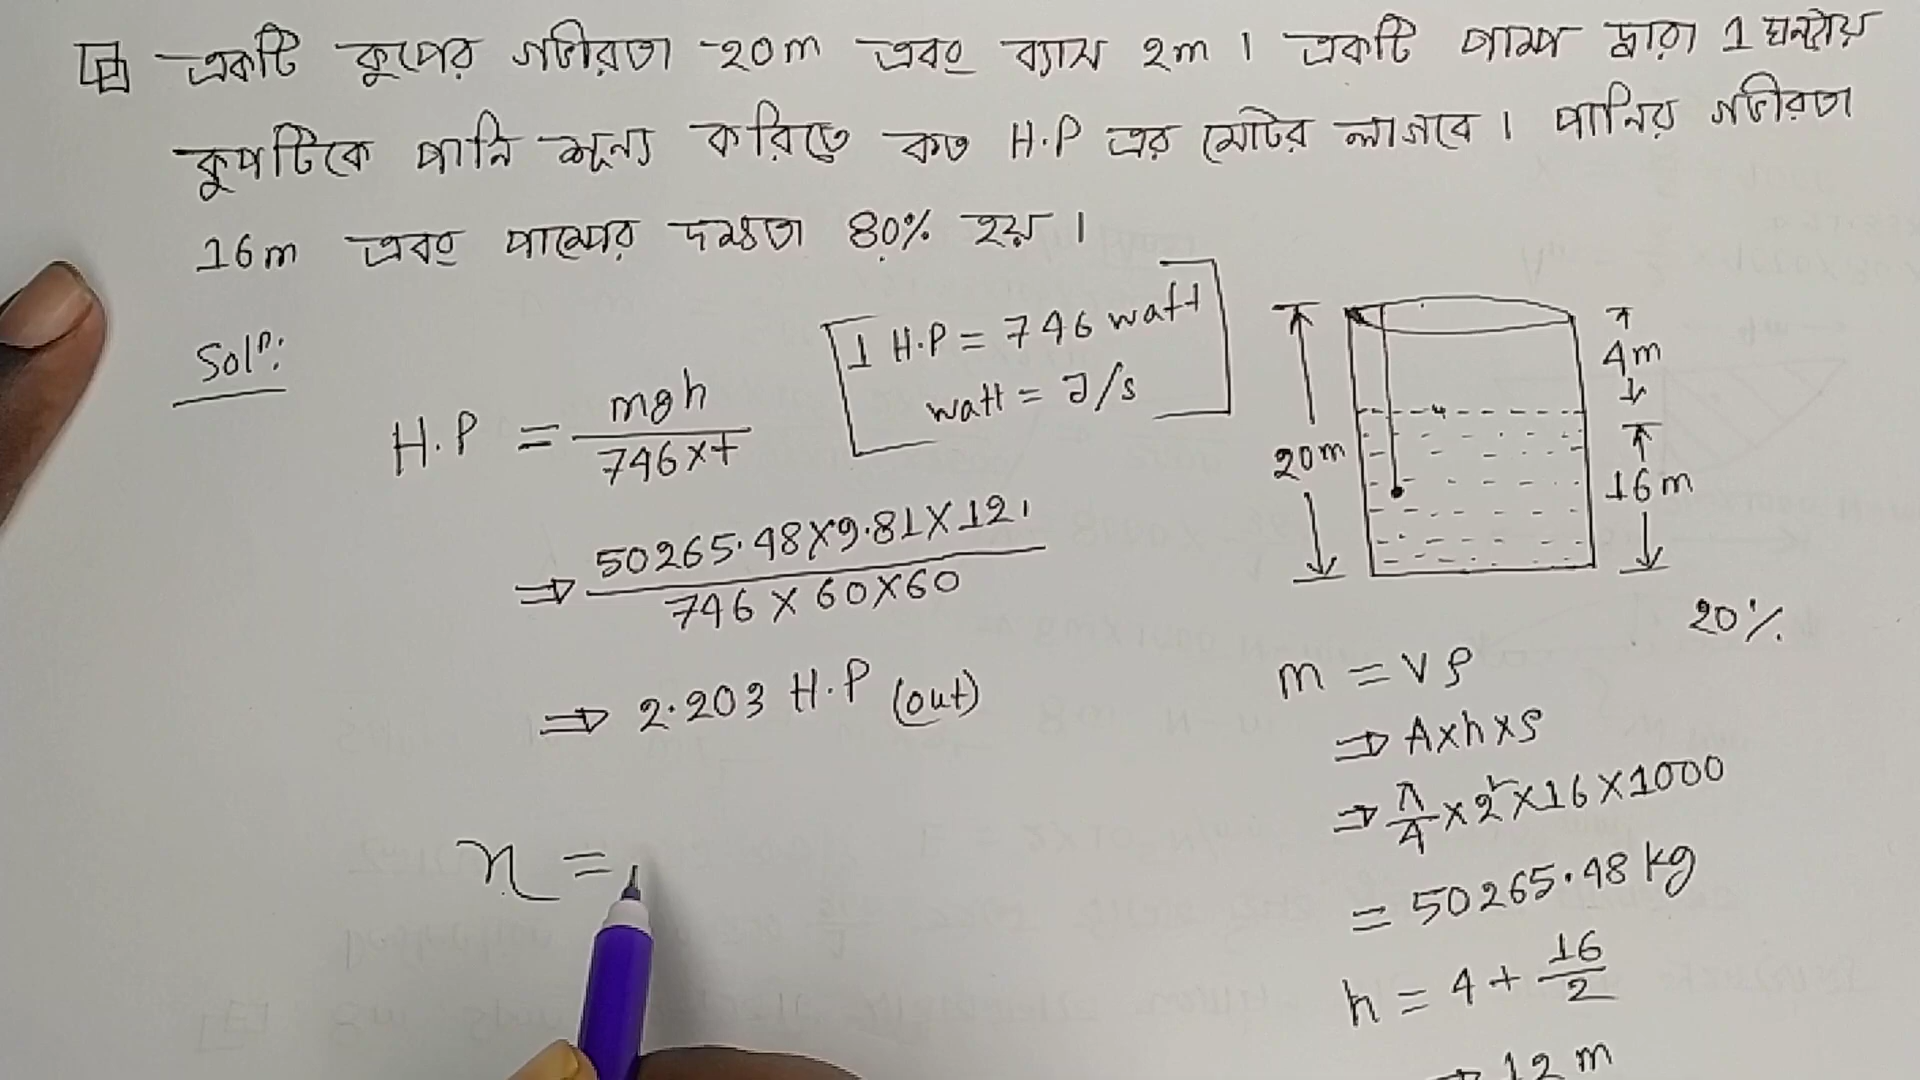 একটি কুপের গভীরতা 20m এবং ব্যাস 2m । একটি পাম্প দ্বারা 1 ঘন্টায়
কুপটিকে পানি শূন্য করিতে কত H.P এর মোটর লাগবে । পানির গভীরতা
16m এবং পাম্পের দক্ষতা 80% হয় ।
Solⁿ:
1 H.P = 746 watt
watt = J/s
H.P = mgh / 746×t
⇒ 50265.48×9.81×12 / 746×60×60
⇒ 2.203 H.P (out)
η =
20m
4m
16m
20%
m = Vρ
⇒ A×h×ρ
⇒ π/4 × 2² × 16 × 1000
= 50265.48 kg
h = 4 + 16/2
⇒ 12 m